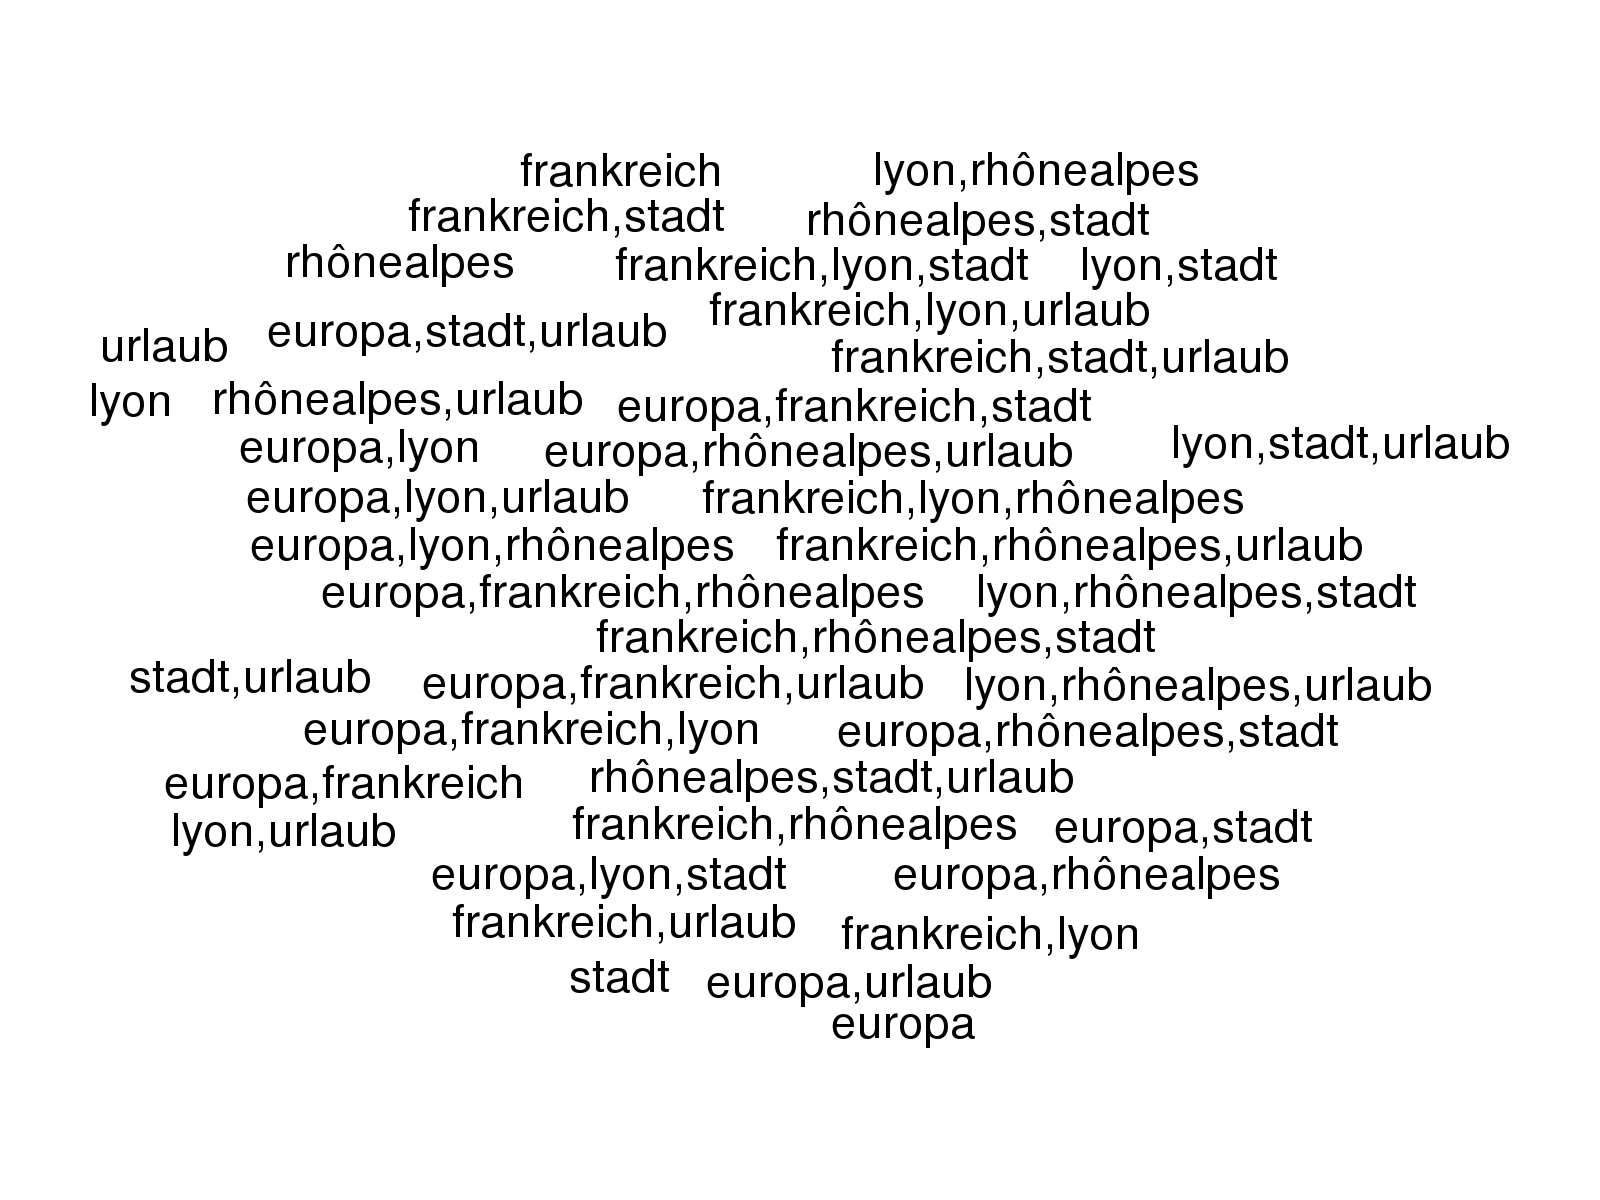 frankreich
lyon,rhônealpes
frankreich,stadt
rhônealpes,stadt
rhônealpes
frankreich,lyon,stadt
lyon,stadt
frankreich,lyon,urlaub
urlaub
europa,stadt,urlaub
frankreich,stadt,urlaub
lyon
rhônealpes,urlaub
europa,frankreich,stadt
europa,lyon
europa,rhônealpes,urlaub
lyon,stadt,urlaub
europa,lyon,urlaub
frankreich,lyon,rhônealpes
europa,lyon,rhônealpes
frankreich,rhônealpes,urlaub
europa,frankreich,rhônealpes
lyon,rhônealpes,stadt
frankreich,rhônealpes,stadt
stadt,urlaub
europa,frankreich,urlaub
lyon,rhônealpes,urlaub
europa,frankreich,lyon
europa,rhônealpes,stadt
europa,frankreich
rhônealpes,stadt,urlaub
lyon,urlaub
frankreich,rhônealpes
europa,stadt
europa,lyon,stadt
europa,rhônealpes
frankreich,urlaub
frankreich,lyon
stadt
europa,urlaub
europa